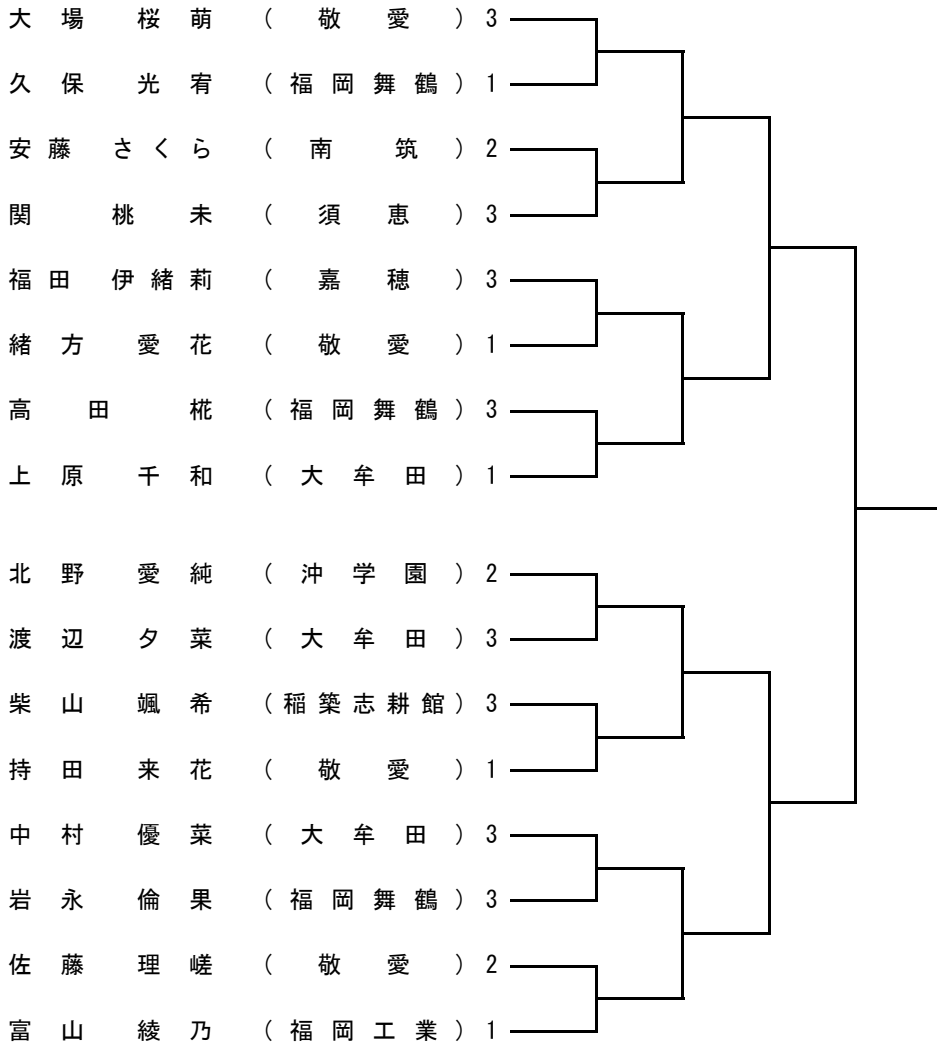 大場 桜萌 (敬愛) 3
久保 光宥 (福岡舞鶴) 1
安藤 さくら (南筑) 2
関 桃未 (須恵) 3
福田 伊緒莉 (嘉穂) 3
緒方 愛花 (敬愛) 1
高田 椛 (福岡舞鶴) 3
上原 千和 (大牟田) 1
北野 愛純 (沖学園) 2
渡辺 夕菜 (大牟田) 3
柴山 颯希 (稲築志耕館) 3
持田 来花 (敬愛) 1
中村 優菜 (大牟田) 3
岩永 倫果 (福岡舞鶴) 3
佐藤 理嵯 (敬愛) 2
富山 綾乃 (福岡工業) 1